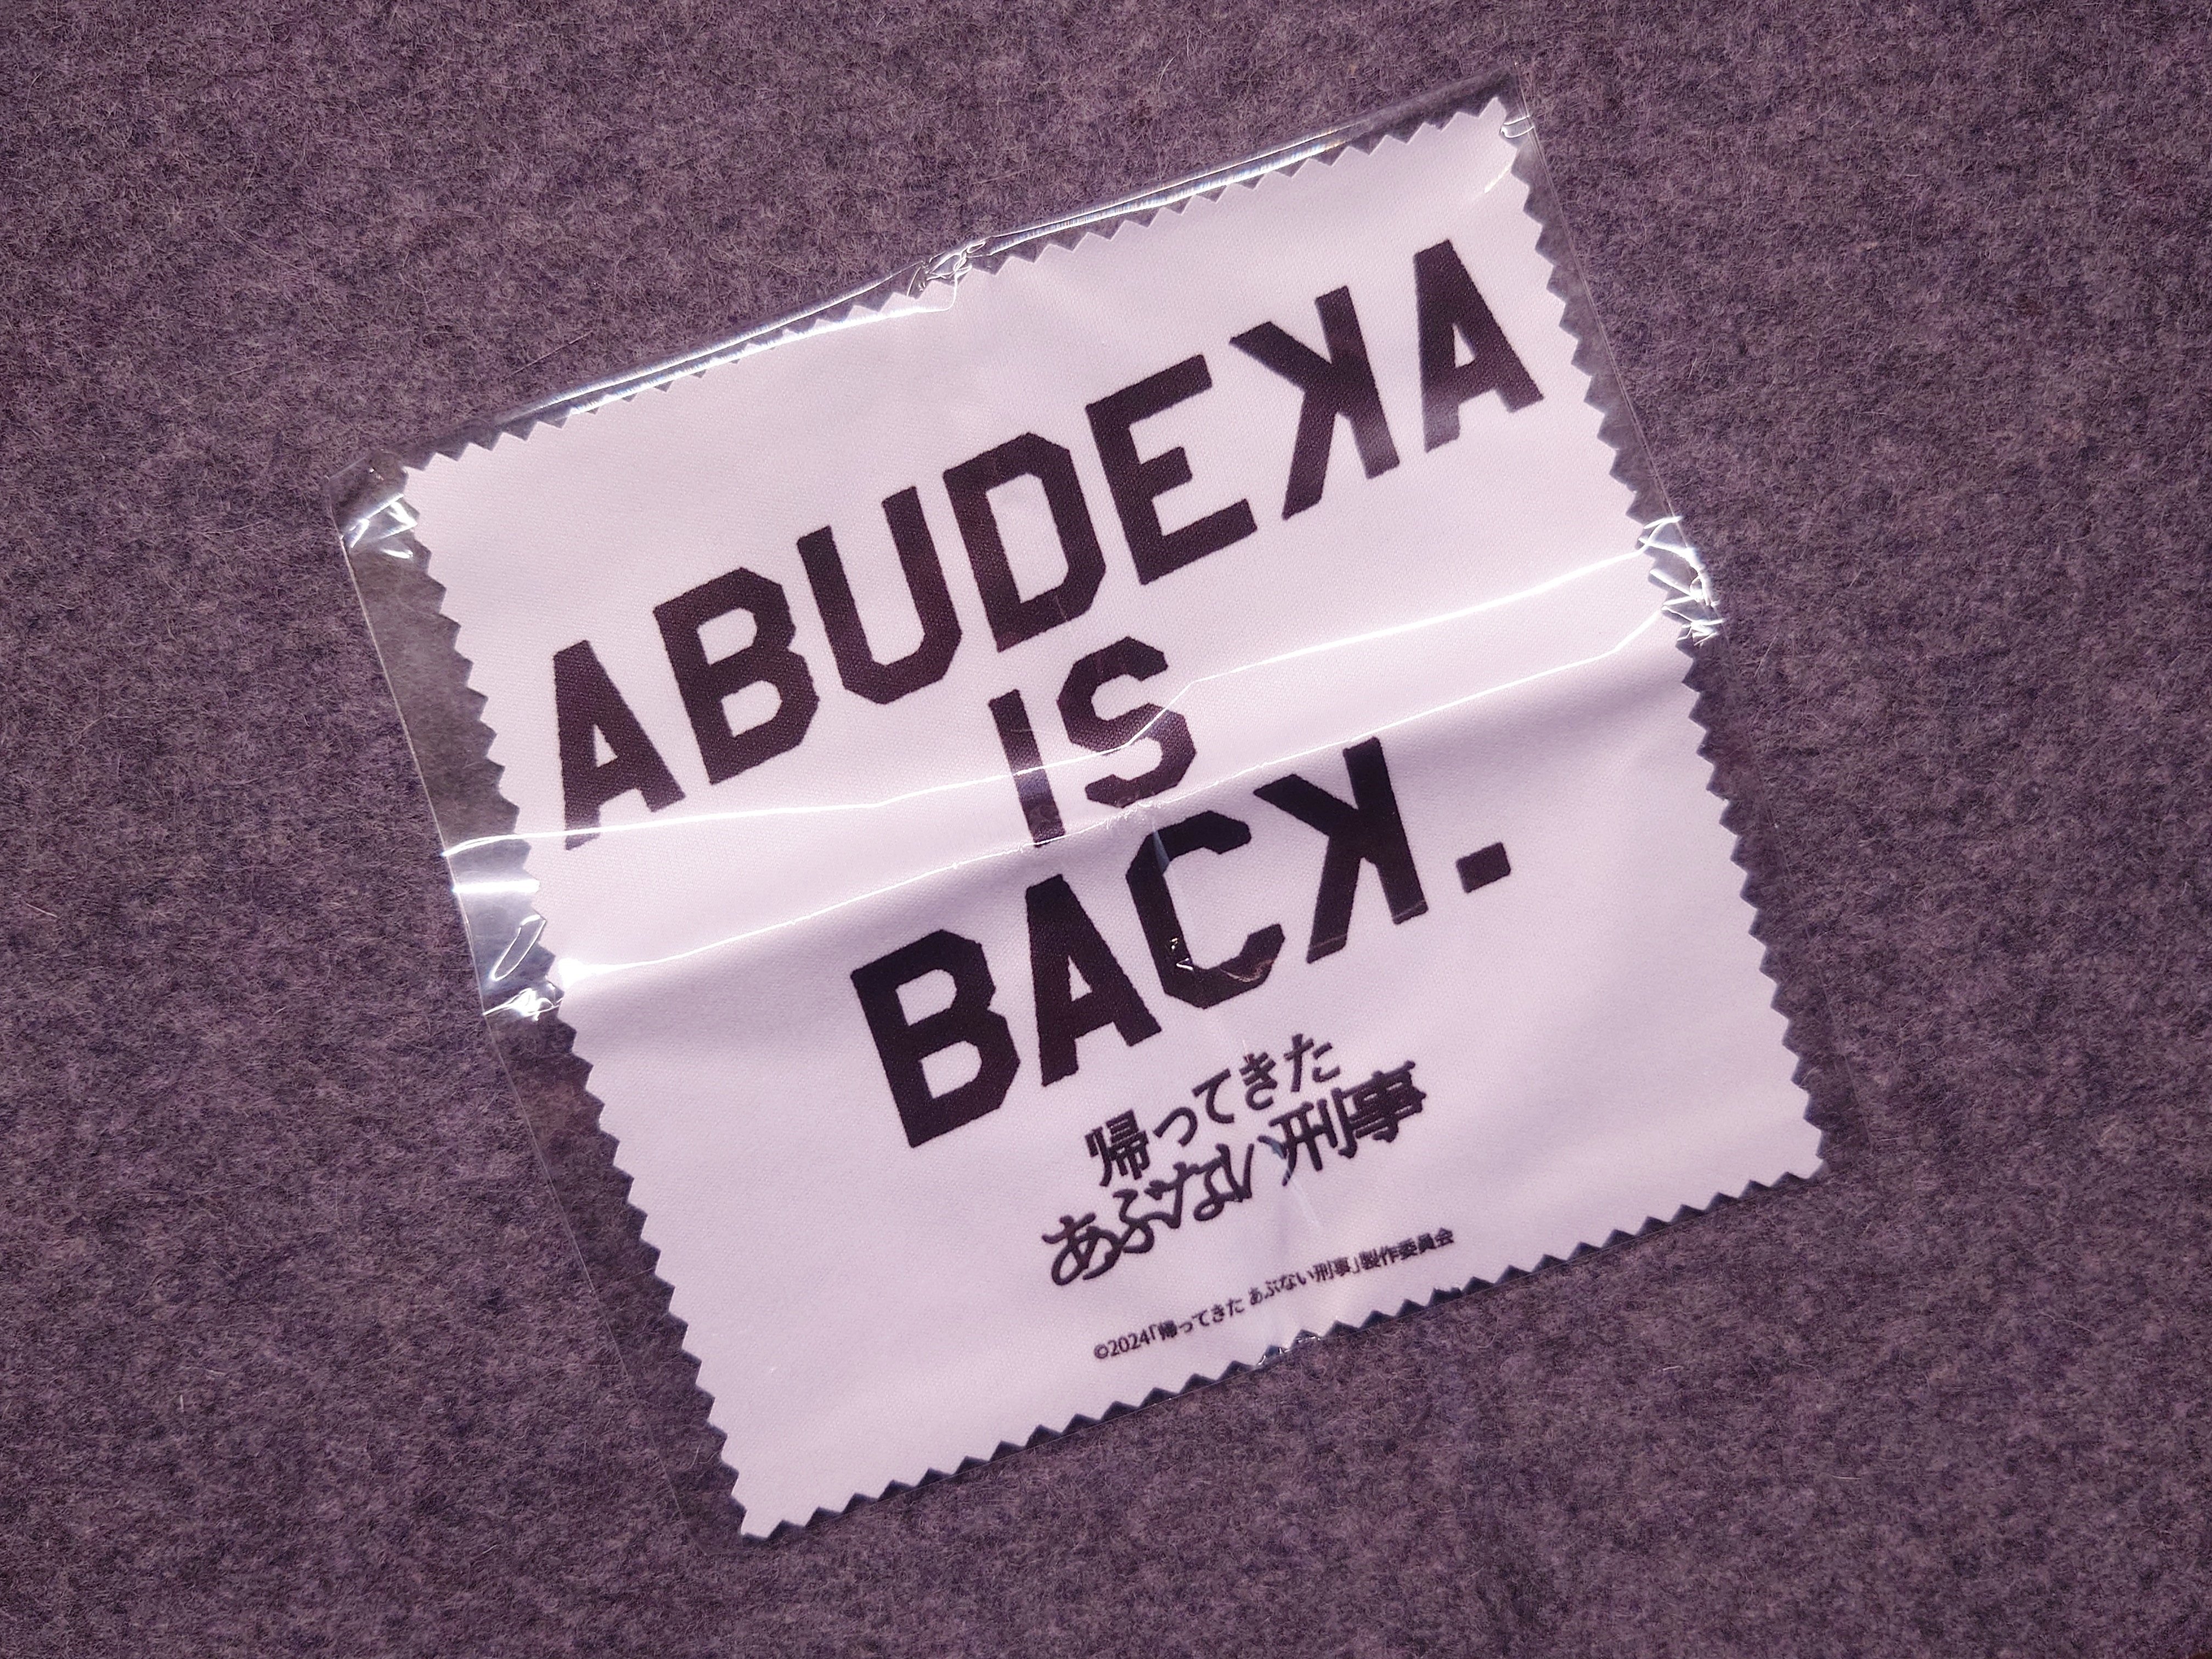 ABUDEKA
IS
BACK.
帰ってきた
あぶない刑事
©2024「帰ってきた あぶない刑事」製作委員会